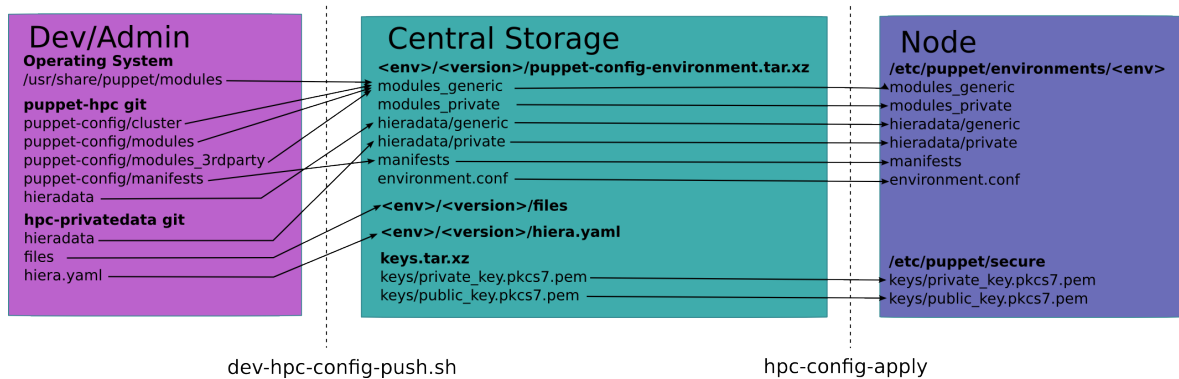 Dev/Admin
Operating System
/usr/share/puppet/modules
puppet-hpc git
puppet-config/cluster
puppet-config/modules
puppet-config/modules_3rdparty
puppet-config/manifests
hieradata
hpc-privatedata git
hieradata
files
hiera.yaml
Central Storage
<env>/<version>/puppet-config-environment.tar.xz
modules_generic
modules_private
hieradata/generic
hieradata/private
manifests
environment.conf
<env>/<version>/files
<env>/<version>/hiera.yaml
keys.tar.xz
keys/private_key.pkcs7.pem
keys/public_key.pkcs7.pem
Node
/etc/puppet/environments/<env>
modules_generic
modules_private
hieradata/generic
hieradata/private
manifests
environment.conf
/etc/puppet/secure
keys/private_key.pkcs7.pem
keys/public_key.pkcs7.pem
dev-hpc-config-push.sh
hpc-config-apply